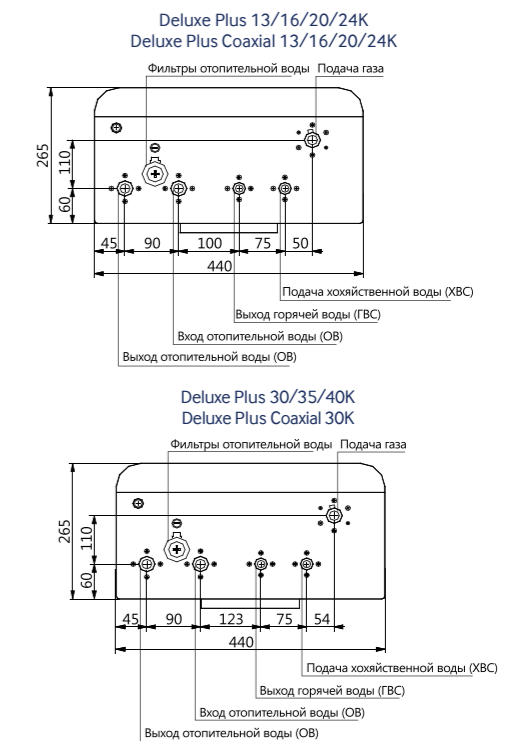 Deluxe Plus 13/16/20/24K
Deluxe Plus Coaxial 13/16/20/24K
Фильтры отопительной воды Подача газа
265
110
60
45 90 100 75 50
440
Подача хохяйственной воды (ХВС)
Выход горячей воды (ГВС)
Вход отопительной воды (ОВ)
Выход отопительной воды (ОВ)
Deluxe Plus 30/35/40K
Deluxe Plus Coaxial 30K
Фильтры отопительной воды Подача газа
265
110
60
45 90 123 75 54
440
Подача хохяйственной воды (ХВС)
Выход горячей воды (ГВС)
Вход отопительной воды (ОВ)
Выход отопительной воды (ОВ)